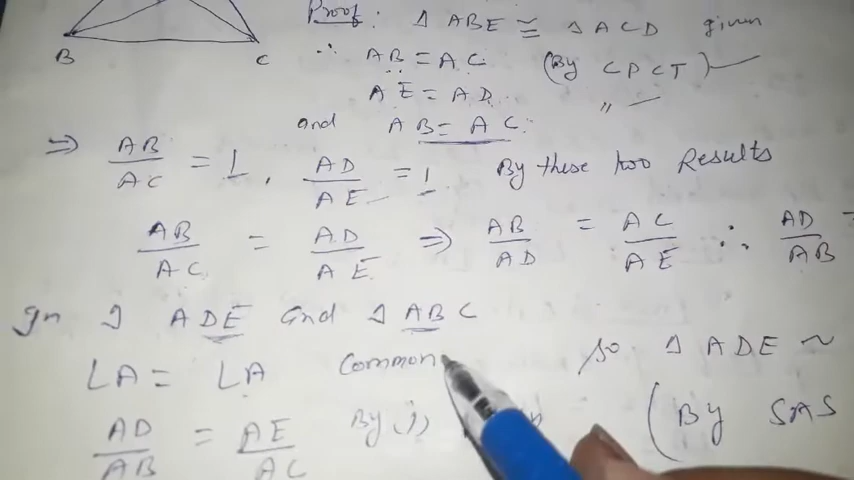 Proof: Δ ABE ≅ Δ ACD given
B C
∴ AB = AC (By CPCT)
AE = AD "
and AB = AC
⇒ AB/AC = 1, AD/AE = 1 By these two Results
AB/AC = AD/AE ⇒ AB/AD = AC/AE ∴ AD/AB =
In Δ ADE and Δ ABC
∠A = ∠A Common so Δ ADE ~
AD/AB = AE/AC By (1) (By SAS